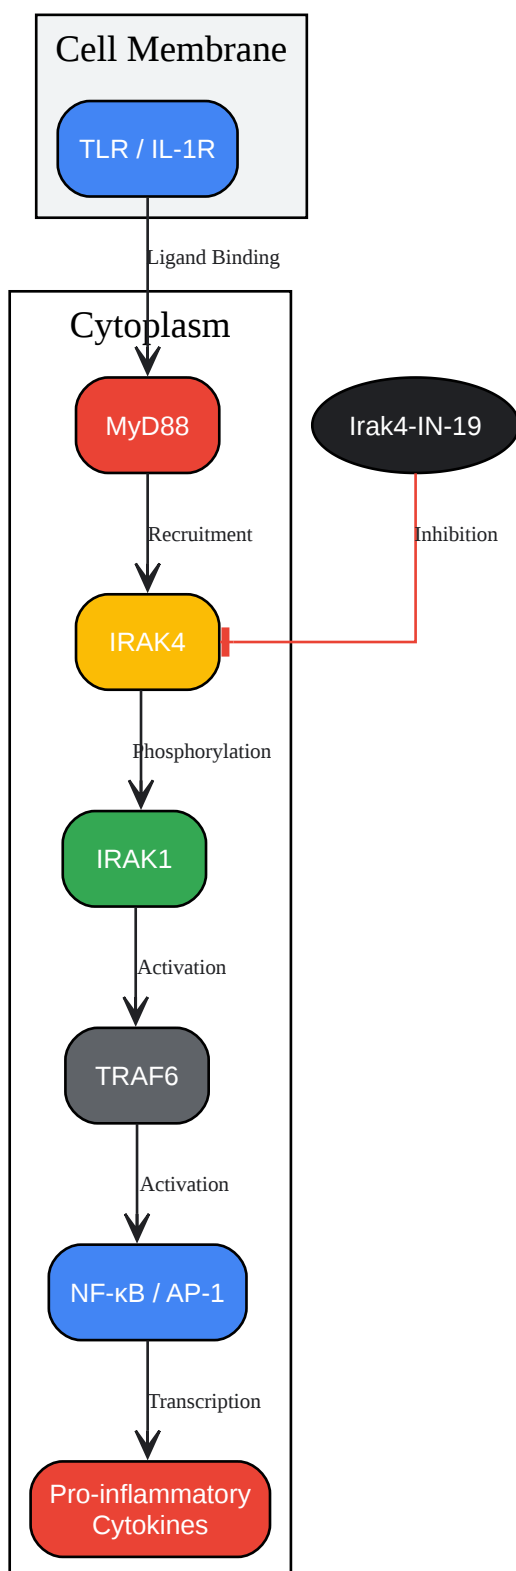 Cell Membrane
TLR / IL-1R
Ligand Binding
Cytoplasm
MyD88
Irak4-IN-19
Recruitment
Inhibition
IRAK4
Phosphorylation
IRAK1
Activation
TRAF6
Activation
NF-κB / AP-1
Transcription
Pro-inflammatory
Cytokines